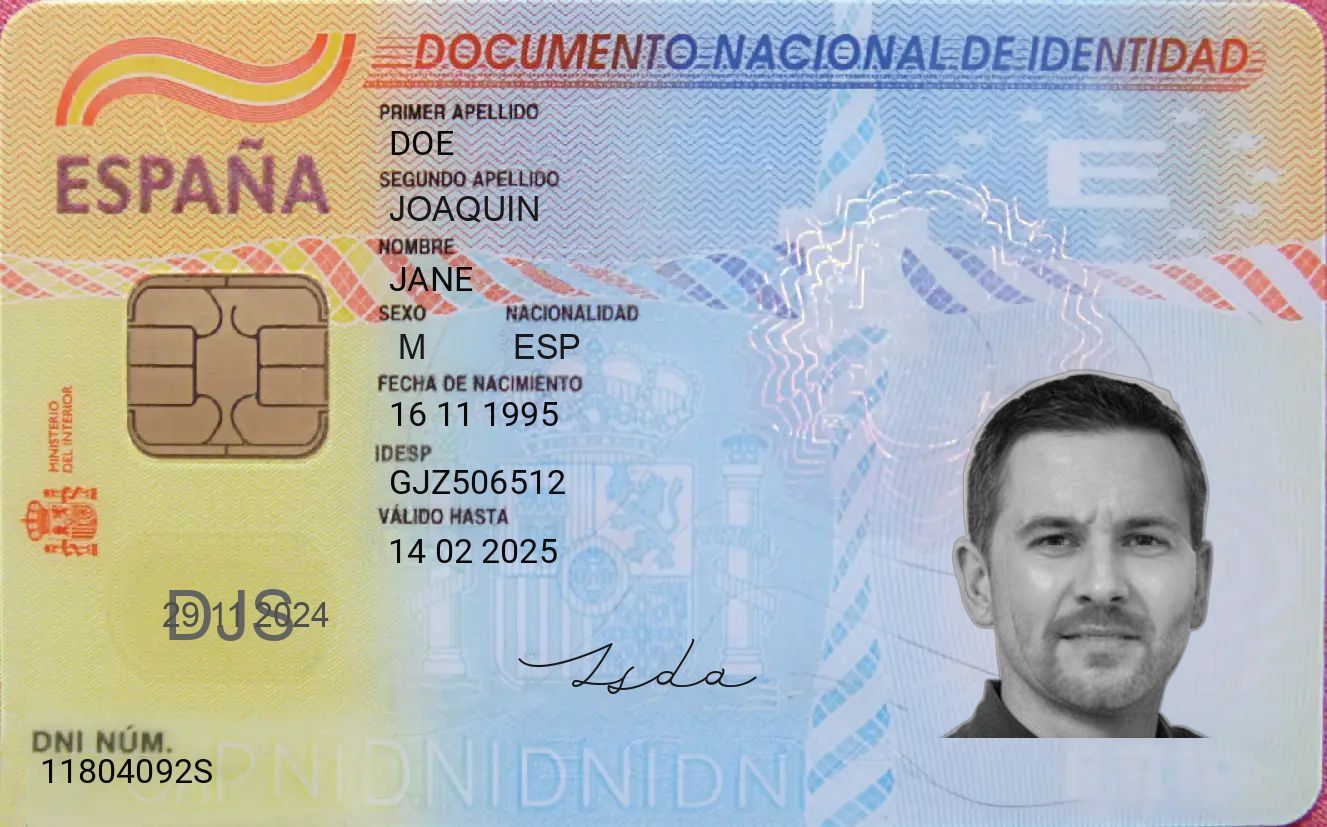 DOCUMENTO NACIONAL DE IDENTIDAD
ESPAÑA
PRIMER APELLIDO
DOE
SEGUNDO APELLIDO
JOAQUIN
NOMBRE
JANE
SEXO NACIONALIDAD
M ESP
FECHA DE NACIMIENTO
16 11 1995
IDESP
GJZ506512
VÁLIDO HASTA
14 02 2025
MINISTERIO
DEL INTERIOR
E
DJS
29 11 2024
DNI NÚM.
11804092S
DNIDNIDNIDNI